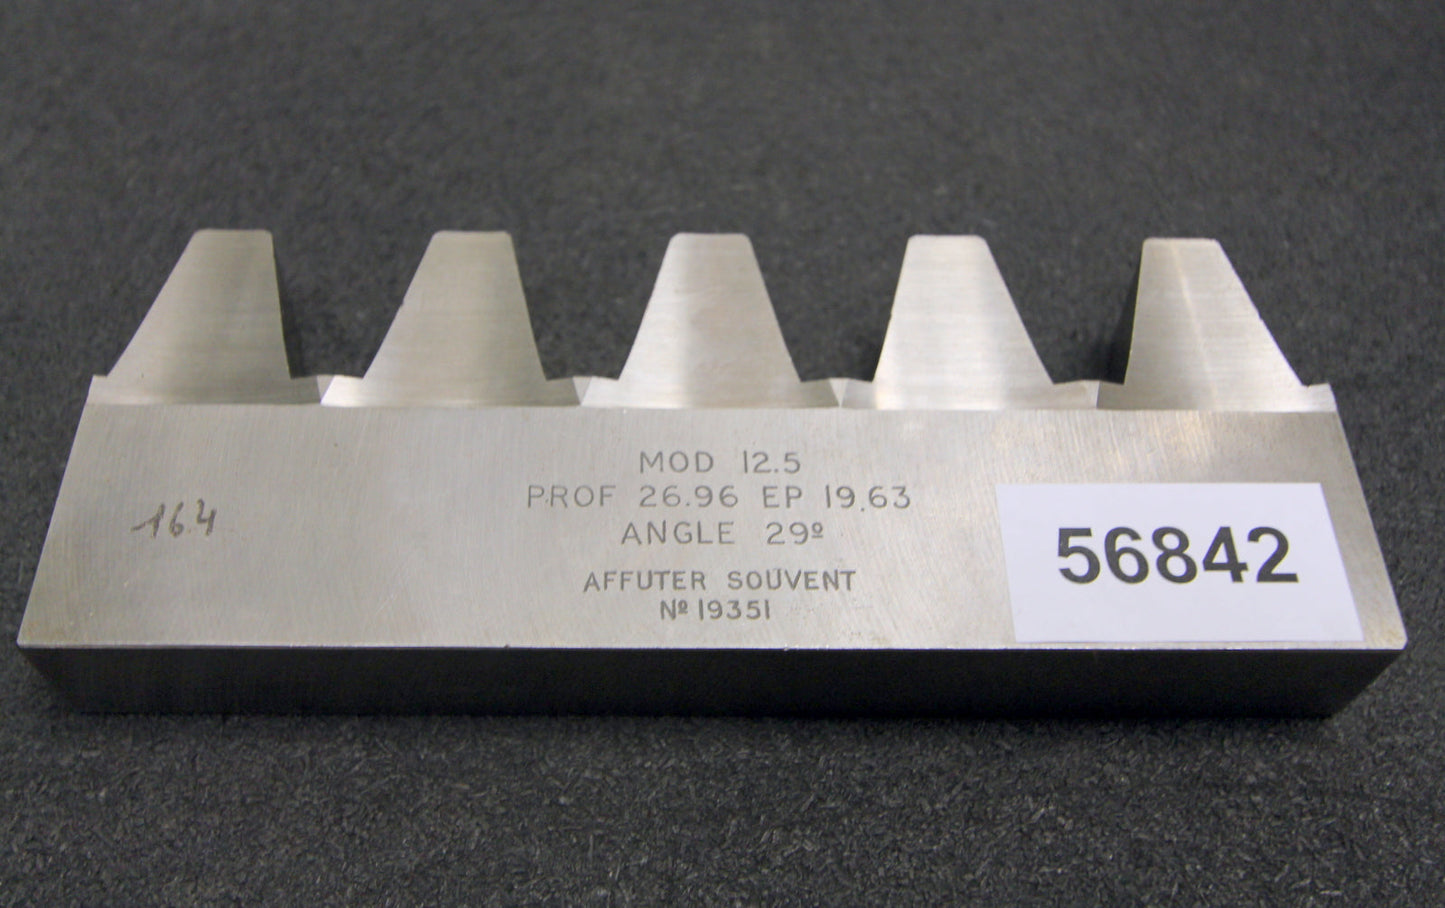 MOD 12.5
PROF 26.96 EP 19.63
ANGLE 29º
AFFUTER SOUVENT
Nº 19351
16.4
56842